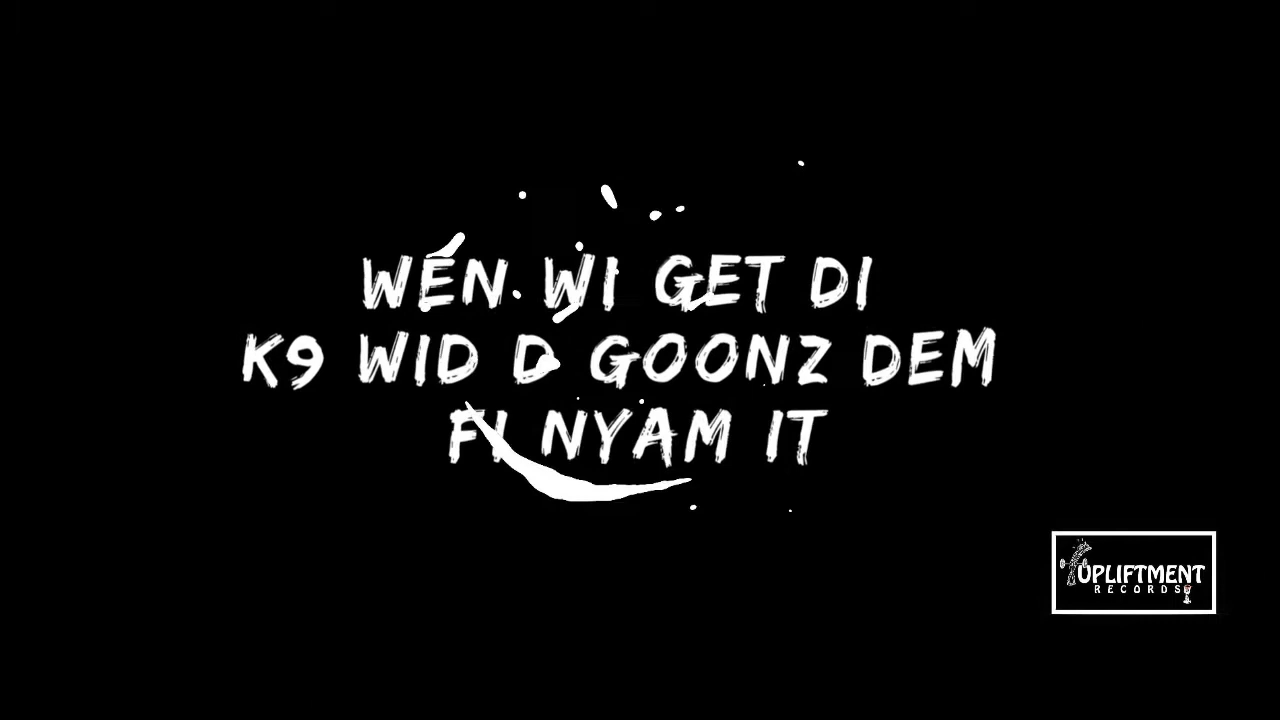 WEN WI GET DI
K9 WID D GOONZ DEM
FI NYAM IT
UPLIFTMENT
RECORDS